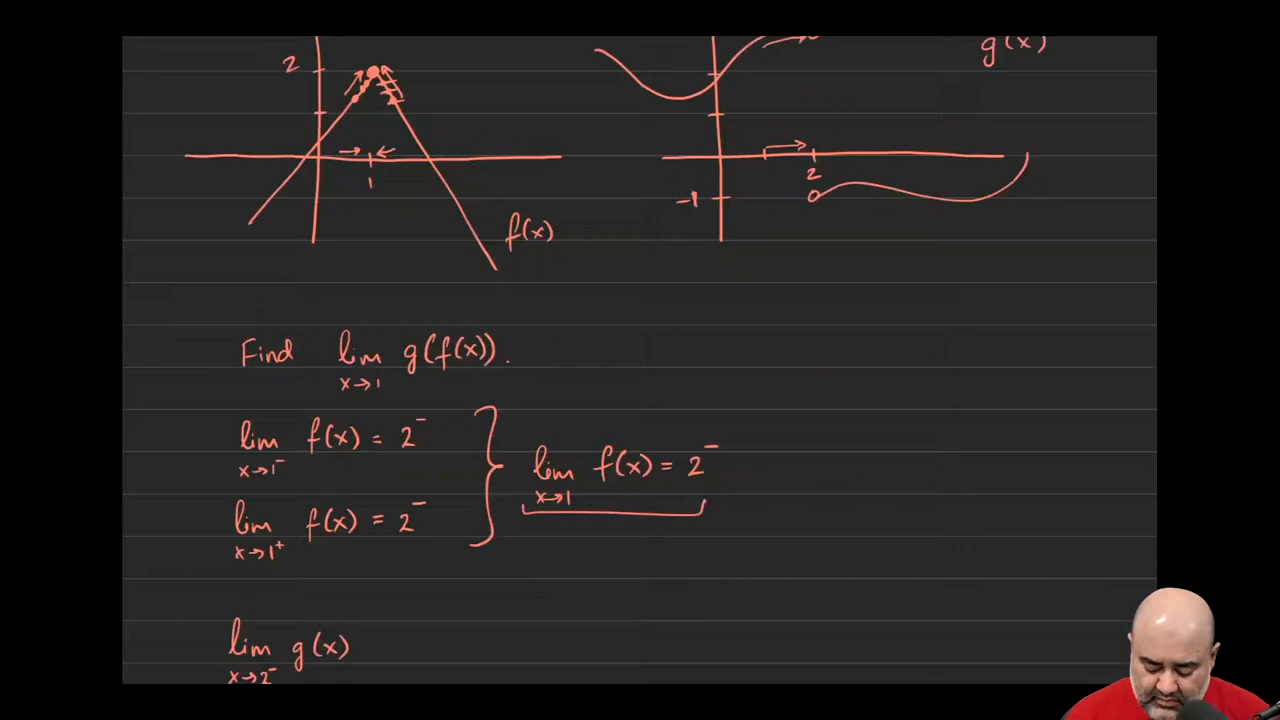 2
g(x)
1
2
-1
f(x)
Find lim g(f(x)).
x→1
lim f(x) = 2⁻
x→1⁻
lim f(x) = 2⁻
x→1
lim f(x) = 2⁻
x→1⁺
lim g(x)
x→2⁻